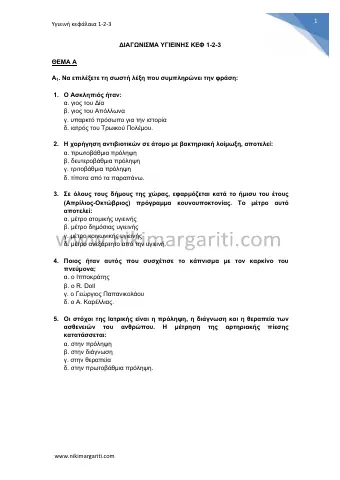 Υγιεινή κεφάλαια 1-2-3
1
ΔΙΑΓΩΝΙΣΜΑ ΥΓΙΕΙΝΗΣ ΚΕΦ 1-2-3
ΘΕΜΑ Α
Α₁. Να επιλέξετε τη σωστή λέξη που συμπληρώνει την φράση:
1. Ο Ασκληπιός ήταν:
α. γιος του Δία
β. γιος του Απόλλωνα
γ. υπαρκτό πρόσωπο για την ιστορία
δ. ιατρός του Τρωικού Πολέμου.
2. Η χορήγηση αντιβιοτικών σε άτομο με βακτηριακή λοίμωξη, αποτελεί:
α. πρωτοβάθμια πρόληψη
β. δευτεροβάθμια πρόληψη
γ. τριτοβάθμια πρόληψη
δ. τίποτα από τα παραπάνω.
3. Σε όλους τους δήμους της χώρας, εφαρμόζεται κατά το ήμισυ του έτους
(Απρίλιος-Οκτώβριος) πρόγραμμα κουνουποκτονίας. Το μέτρο αυτό
αποτελεί:
α. μέτρο ατομικής υγιεινής
β. μέτρο δημόσιας υγιεινής
γ. μέτρο κοινωνικής υγιεινής
δ. μέτρο ανεξάρτητο από την υγιεινή.
www.nikimargariti.com
4. Ποιος ήταν αυτός που συσχέτισε το κάπνισμα με τον καρκίνο του
πνεύμονα;
α. ο Ιπποκράτης
β. ο R. Doll
γ. ο Γεώργιος Παπανικολάου
δ. ο Α. Καρέλλιας.
5. Οι στόχοι της Ιατρικής είναι η πρόληψη, η διάγνωση και η θεραπεία των
ασθενειών του ανθρώπου. Η μέτρηση της αρτηριακής πίεσης
κατατάσσεται:
α. στην πρόληψη
β. στην διάγνωση
γ. στην θεραπεία
δ. στην πρωτοβάθμια πρόληψη.
www.nikimargariti.com